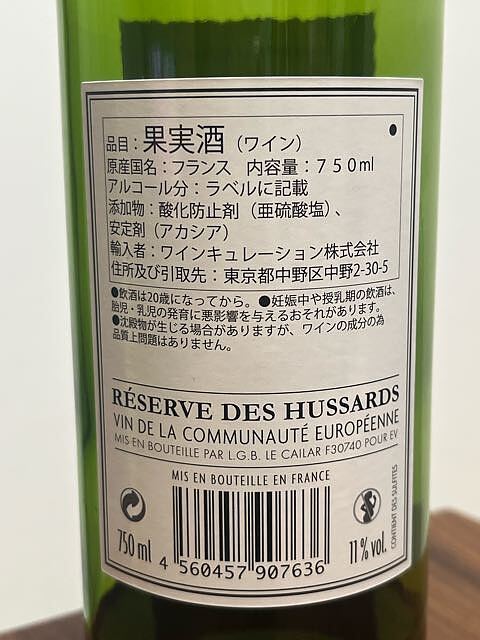 品目：果実酒（ワイン）
原産国名：フランス　内容量：７５０ml
アルコール分：ラベルに記載
添加物：酸化防止剤（亜硫酸塩）、
安定剤（アカシア）
輸入者：ワインキュレーション株式会社
住所及び引取先：東京都中野区中野2-30-5
●飲酒は20歳になってから。●妊娠中や授乳期の飲酒は、
胎児・乳児の発育に悪影響を与えるおそれがあります。
●沈殿物が生じる場合がありますが、ワインの成分の為
品質上問題はありません。
RÉSERVE DES HUSSARDS
VIN DE LA COMMUNAUTÉ EUROPÉENNE
MIS EN BOUTEILLE PAR L.G.B. LE CAILAR F30740 POUR EV
MIS EN BOUTEILLE EN FRANCE
750 ml
11% vol.
CONTIENT DES SULFITES
4 560457 907636